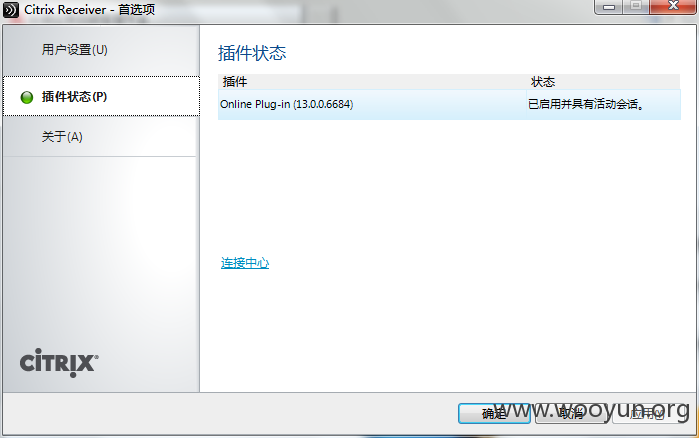 Citrix Receiver - 首选项
用户设置(U)
插件状态(P)
关于(A)
插件状态
插件 状态
Online Plug-in (13.0.0.6684) 已启用并具有活动会话。
连接中心
CITRIX®
确定 取消 应用
www.wooyun.org